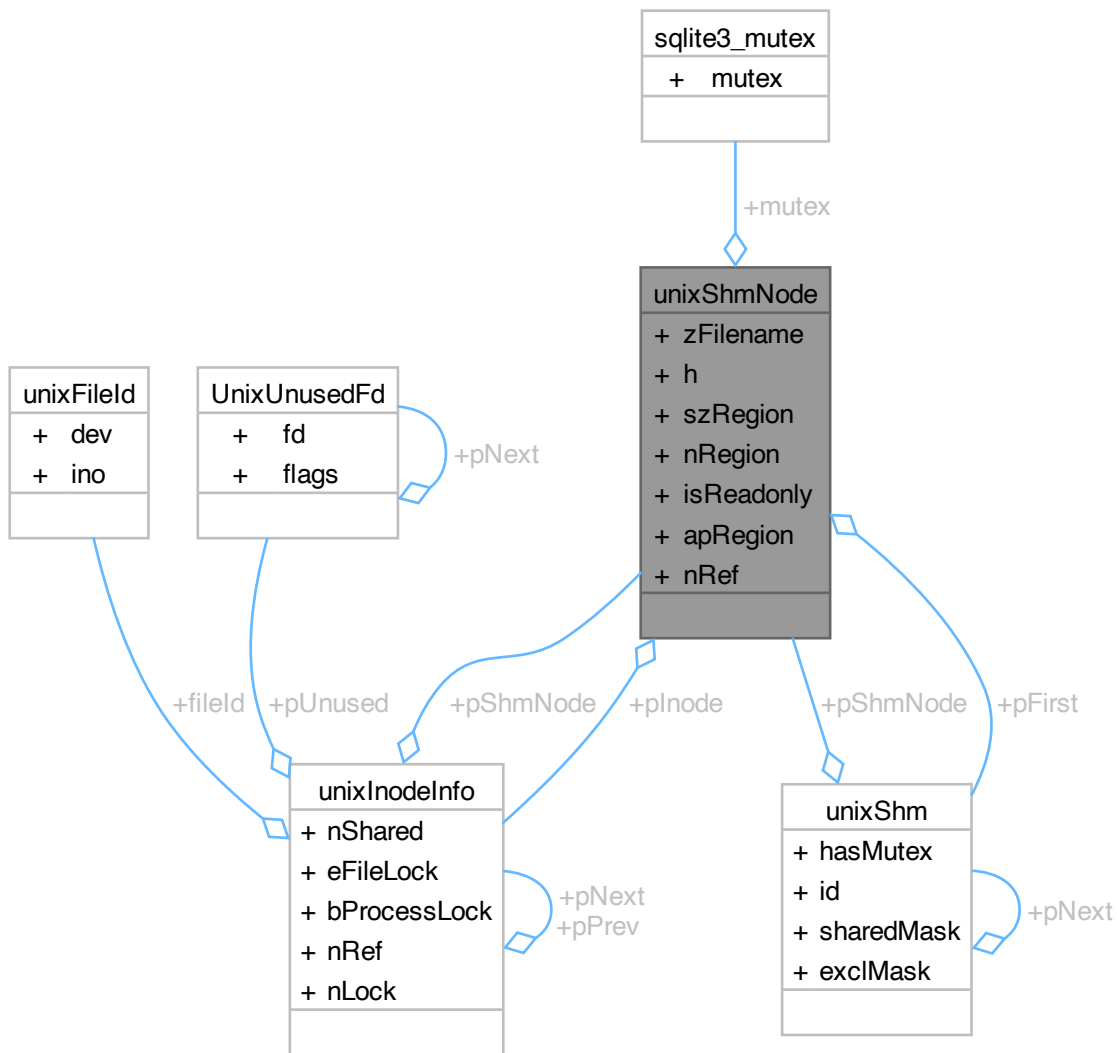 sqlite3_mutex
+ mutex
+mutex
unixShmNode
+ zFilename
+ h
+ szRegion
+ nRegion
+ isReadonly
+ apRegion
+ nRef
unixFileId
+ dev
+ ino
UnixUnusedFd
+ fd
+ flags
+pNext
+fileId
+pUnused
+pShmNode
+pInode
+pShmNode
+pFirst
unixInodeInfo
+ nShared
+ eFileLock
+ bProcessLock
+ nRef
+ nLock
+pNext
+pPrev
unixShm
+ hasMutex
+ id
+ sharedMask
+ exclMask
+pNext